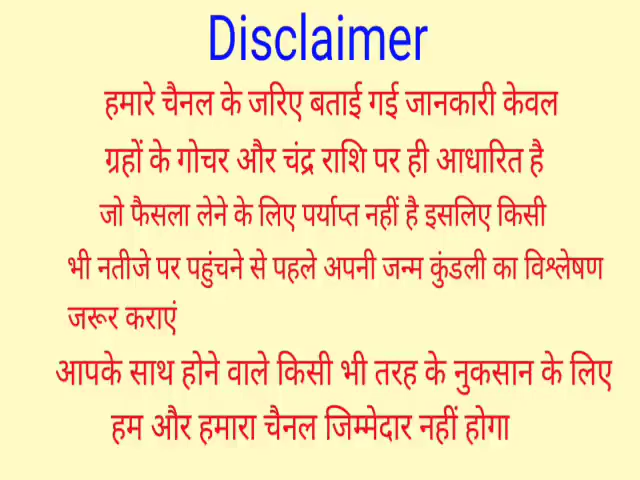 Disclaimer
हमारे चैनल के जरिए बताई गई जानकारी केवल
ग्रहों के गोचर और चंद्र राशि पर ही आधारित है
जो फैसला लेने के लिए पर्याप्त नहीं है इसलिए किसी
भी नतीजे पर पहुंचने से पहले अपनी जन्म कुंडली का विश्लेषण
जरूर कराएं
आपके साथ होने वाले किसी भी तरह के नुकसान के लिए
हम और हमारा चैनल जिम्मेदार नहीं होगा